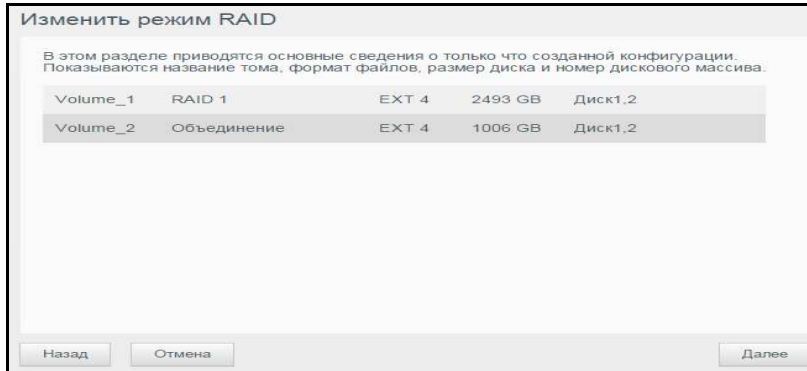 Изменить режим RAID
В этом разделе приводятся основные сведения о только что созданной конфигурации.
Показываются название тома, формат файлов, размер диска и номер дискового массива.
Volume_1 RAID 1 EXT 4 2493 GB Диск1,2
Volume_2 Объединение EXT 4 1006 GB Диск1,2
Назад Отмена Далее